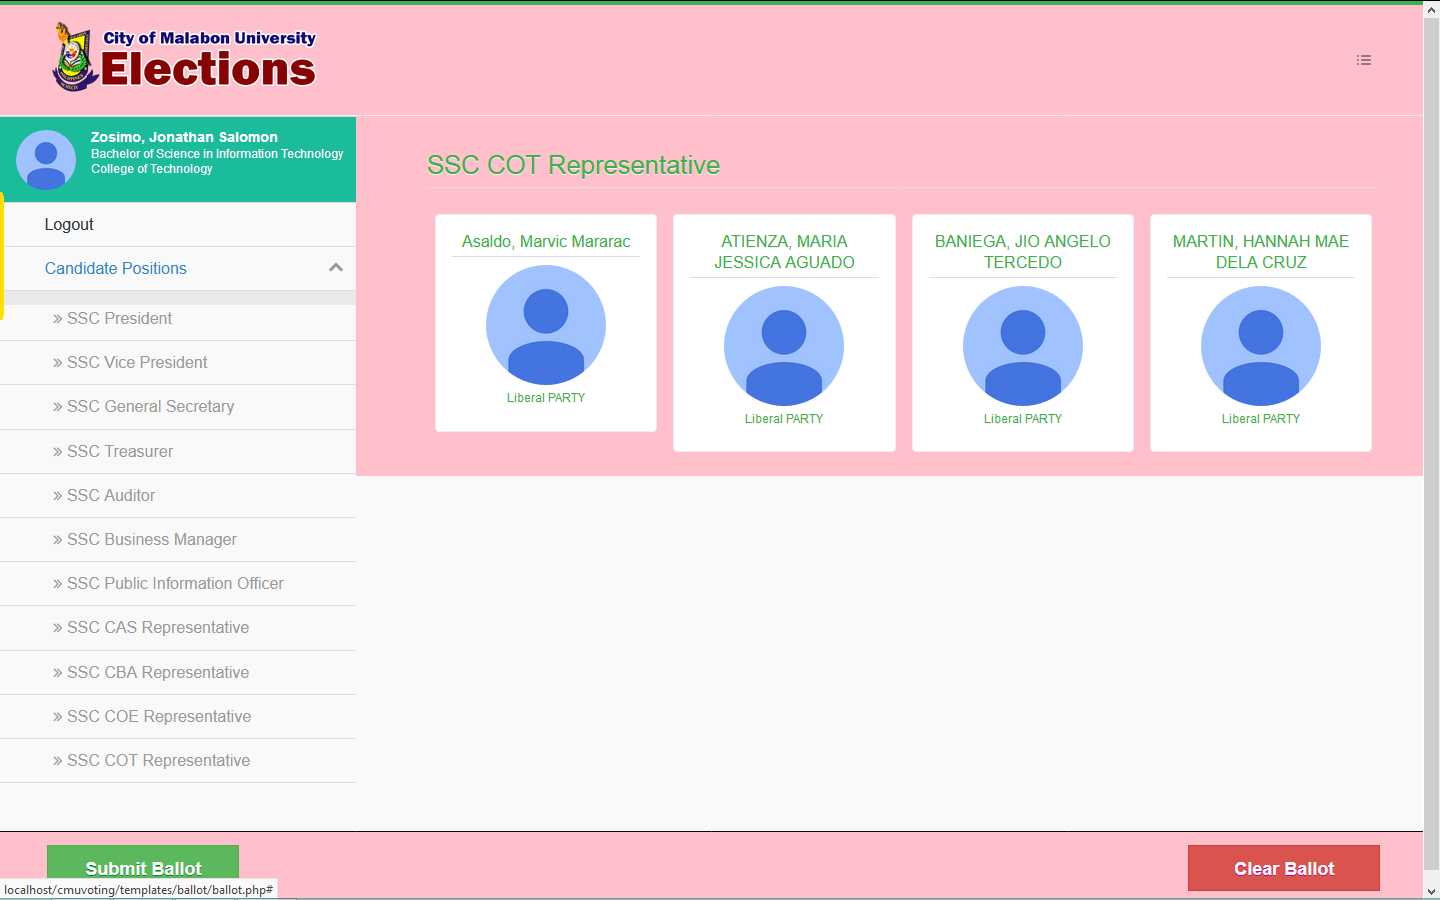 City of Malabon University
Elections
Zosimo, Jonathan Salomon
Bachelor of Science in Information Technology
College of Technology
Logout
Candidate Positions
» SSC President
» SSC Vice President
» SSC General Secretary
» SSC Treasurer
» SSC Auditor
» SSC Business Manager
» SSC Public Information Officer
» SSC CAS Representative
» SSC CBA Representative
» SSC COE Representative
» SSC COT Representative
SSC COT Representative
Asaldo, Marvic Mararac
Liberal PARTY
ATIENZA, MARIA
JESSICA AGUADO
Liberal PARTY
BANIEGA, JIO ANGELO
TERCEDO
Liberal PARTY
MARTIN, HANNAH MAE
DELA CRUZ
Liberal PARTY
Submit Ballot
Clear Ballot
localhost/cmuvoting/templates/ballot/ballot.php#